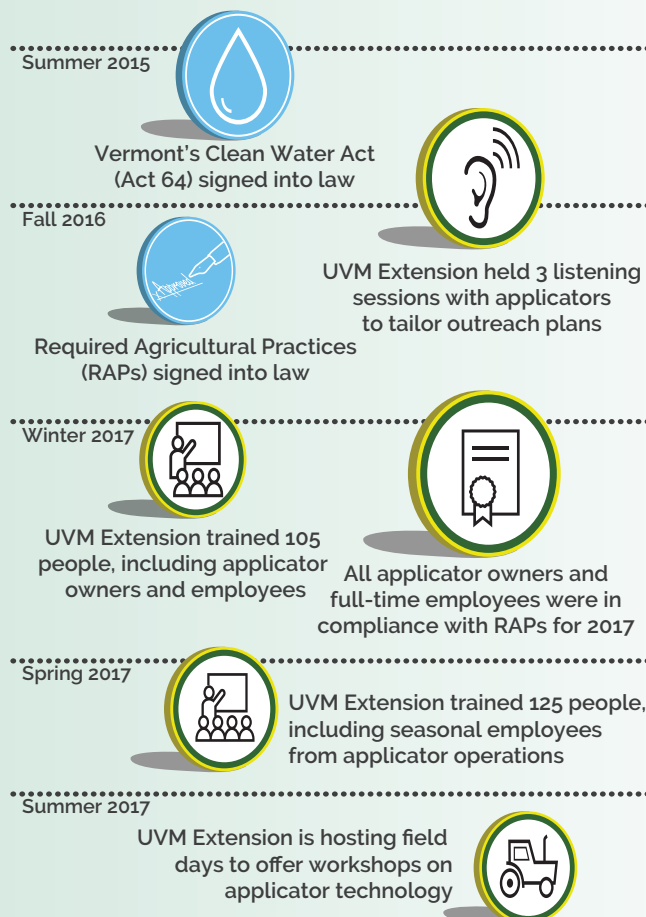 Summer 2015
Vermont's Clean Water Act
(Act 64) signed into law
Fall 2016
UVM Extension held 3 listening
sessions with applicators
to tailor outreach plans
Approved
Required Agricultural Practices
(RAPs) signed into law
Winter 2017
UVM Extension trained 105
people, including applicator
owners and employees
All applicator owners and
full-time employees were in
compliance with RAPs for 2017
Spring 2017
UVM Extension trained 125 people,
including seasonal employees
from applicator operations
Summer 2017
UVM Extension is hosting field
days to offer workshops on
applicator technology